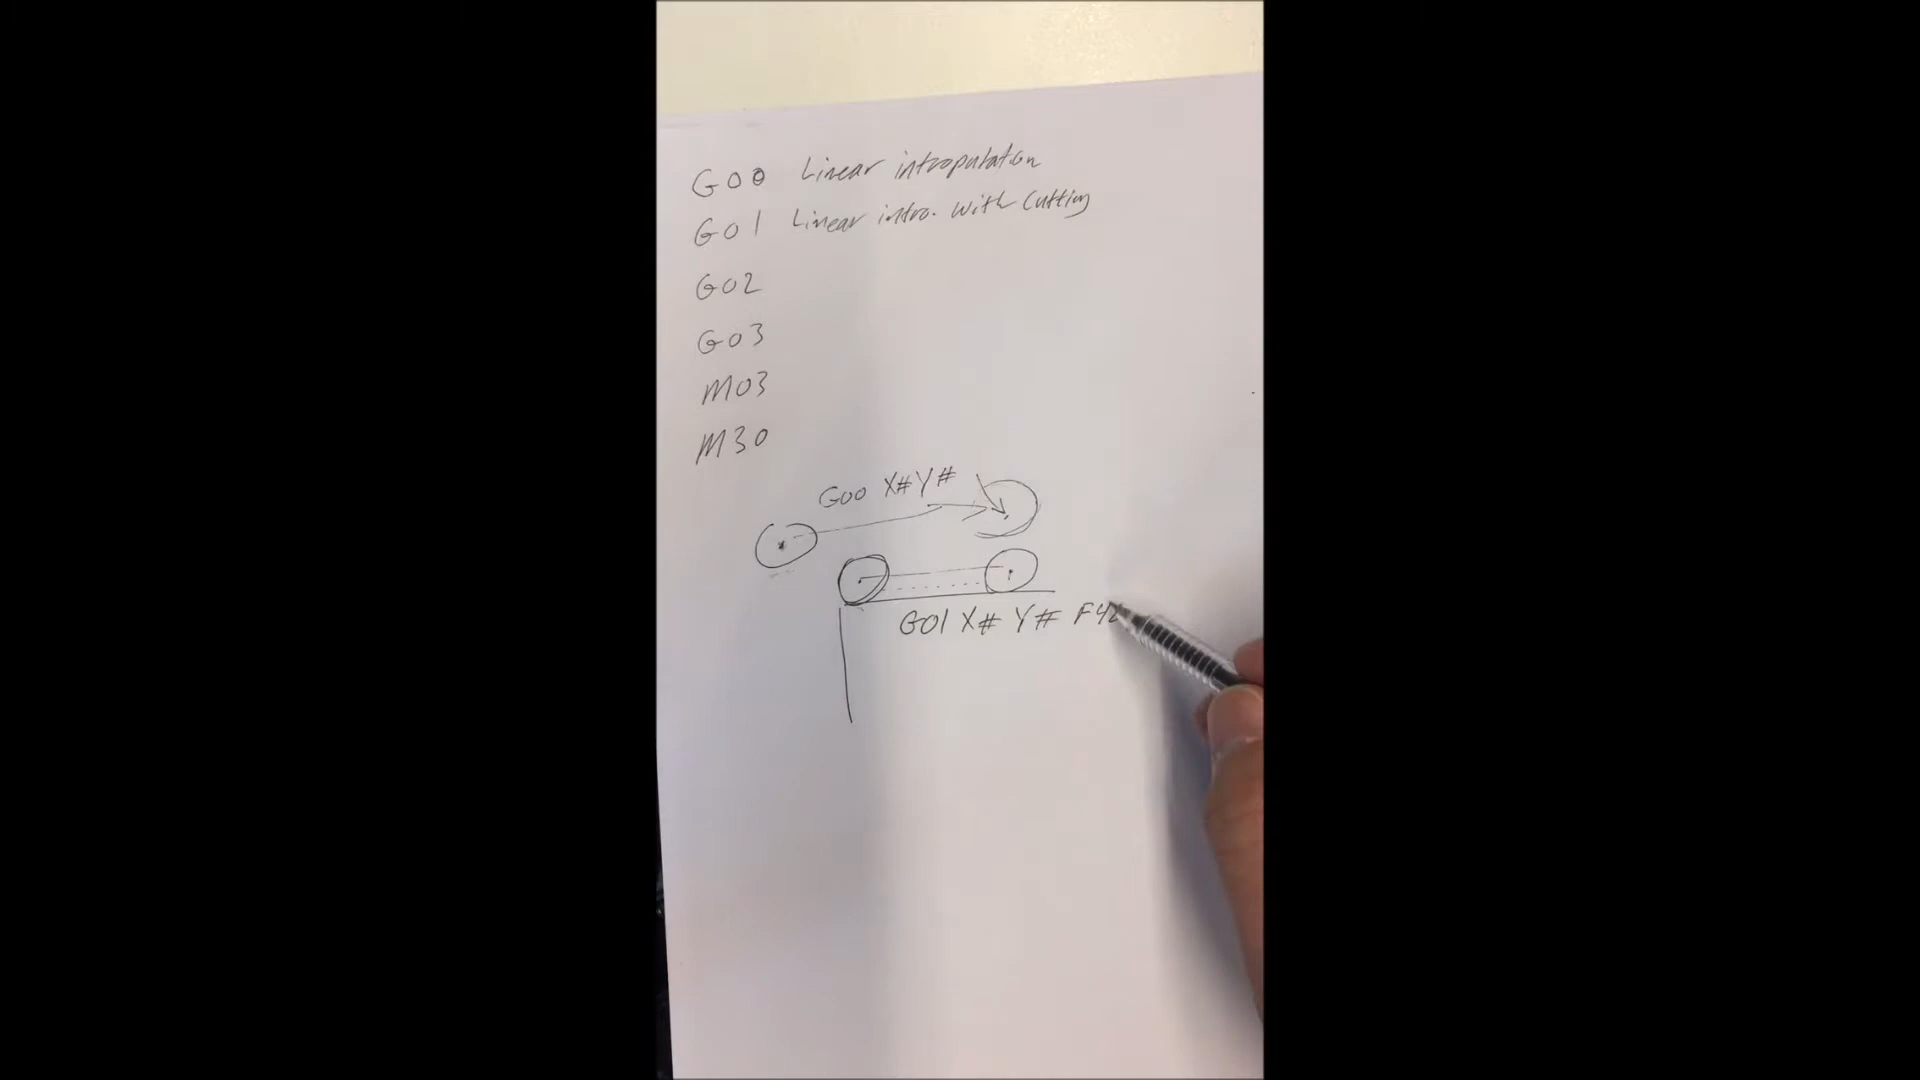 G00 Linear intropulation
G01 Linear intro. with cutting
G02
G03
M03
M30
G00 X# Y#
G01 X# Y# F4